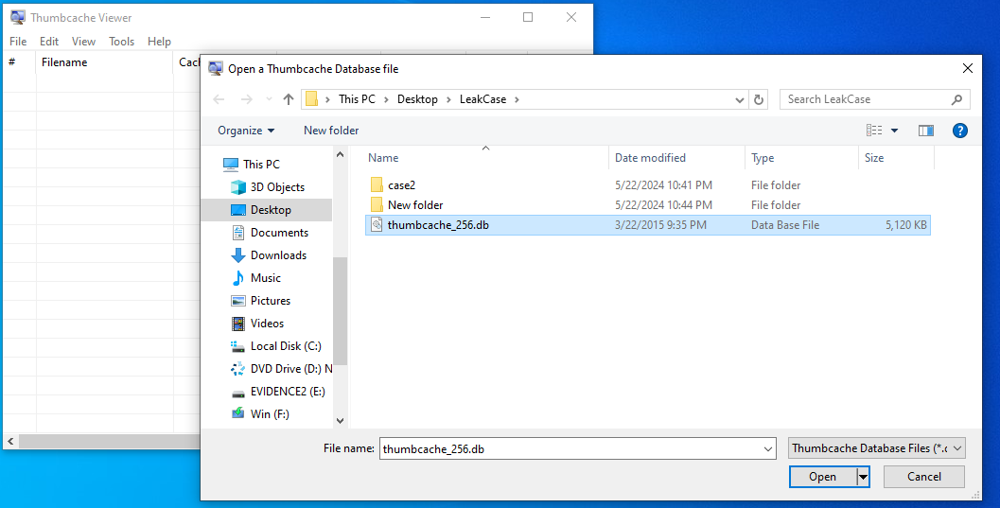 Thumbcache Viewer
File Edit View Tools Help
# Filename Cac
Open a Thumbcache Database file
This PC Desktop LeakCase
Search LeakCase
Organize New folder
Name Date modified Type Size
This PC
3D Objects
Desktop
Documents
Downloads
Music
Pictures
Videos
Local Disk (C:)
DVD Drive (D:) N
EVIDENCE2 (E:)
Win (F:)
case2 5/22/2024 10:41 PM File folder
New folder 5/22/2024 10:44 PM File folder
thumbcache_256.db 3/22/2015 9:35 PM Data Base File 5,120 KB
File name: thumbcache_256.db Thumbcache Database Files (*.c
Open Cancel